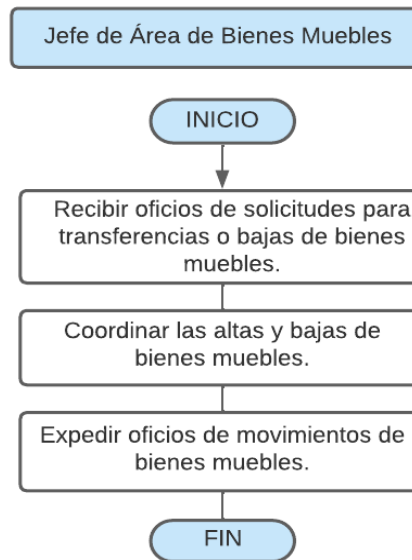 Jefe de Área de Bienes Muebles
INICIO
Recibir oficios de solicitudes para
transferencias o bajas de bienes
muebles.
Coordinar las altas y bajas de
bienes muebles.
Expedir oficios de movimientos de
bienes muebles.
FIN